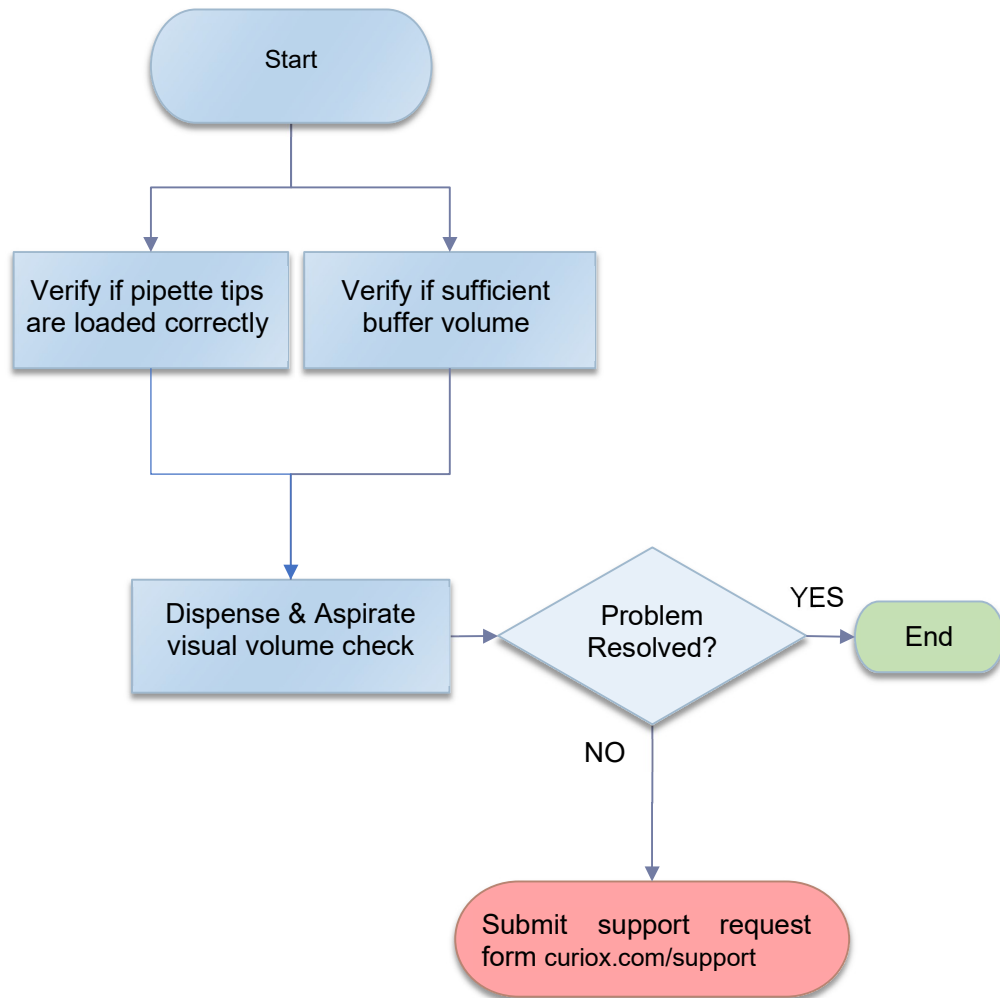 Start
Verify if pipette tips
are loaded correctly
Verify if sufficient
buffer volume
Dispense & Aspirate
visual volume check
Problem
Resolved?
YES
End
NO
Submit support request
form curiox.com/support